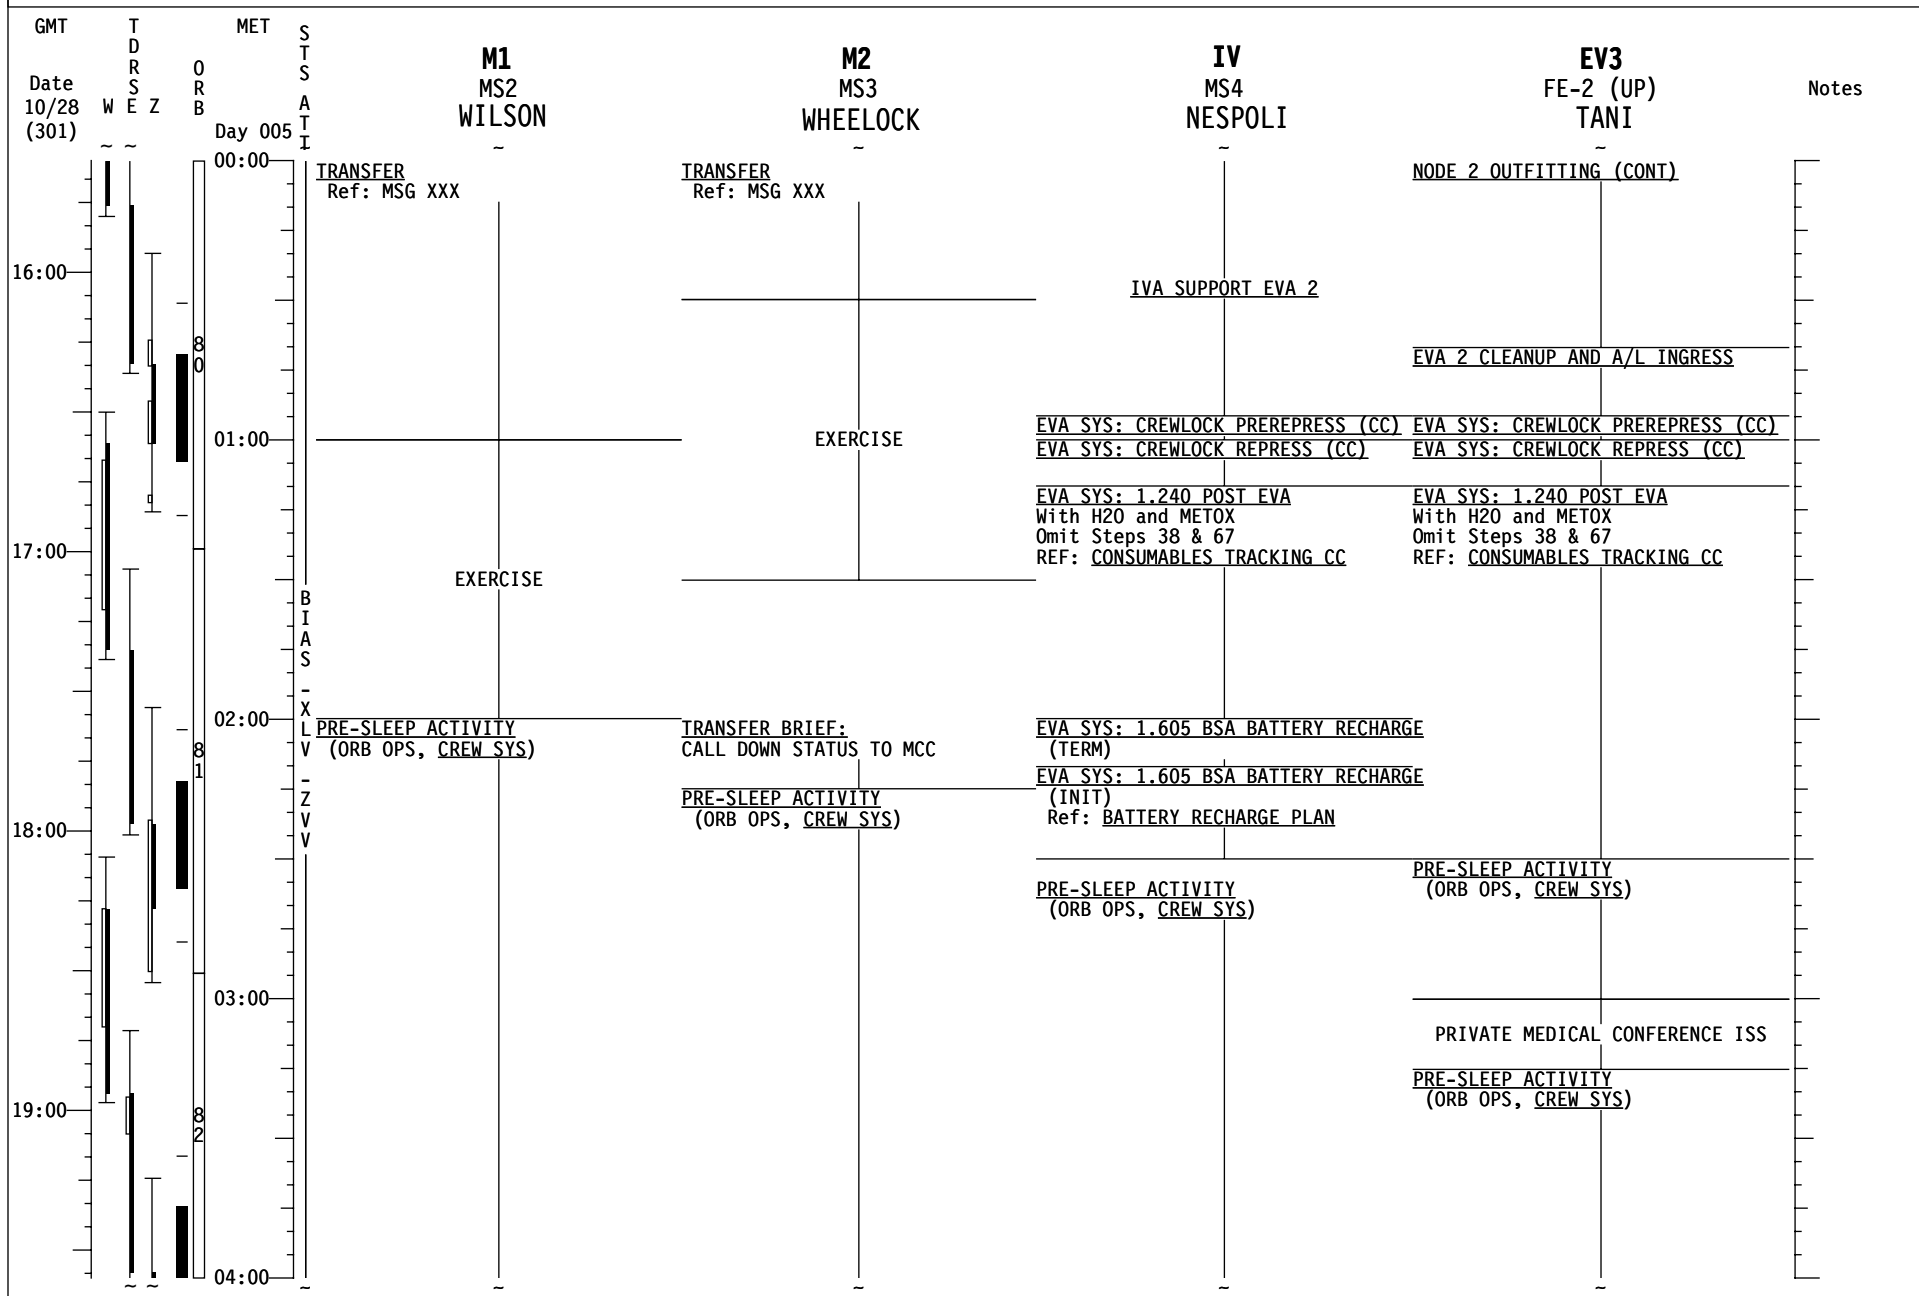 GMT
T
D
R
S
MET
S
T
S
A
T
T
M1
M2
IV
EV3
O
R
B
Date
MS2
MS3
MS4
FE-2 (UP)
Notes
10/28
W E Z
WILSON
WHEELOCK
NESPOLI
TANI
(301)
Day 005
~ ~ ~ ~ ~ ~ ~
00:00
TRANSFER
Ref: MSG XXX
TRANSFER
Ref: MSG XXX
NODE 2 OUTFITTING (CONT)
16:00
IVA SUPPORT EVA 2
8
0
EVA 2 CLEANUP AND A/L INGRESS
01:00
EXERCISE
EVA SYS: CREWLOCK PREREPRESS (CC)
EVA SYS: CREWLOCK PREREPRESS (CC)
EVA SYS: CREWLOCK REPRESS (CC)
EVA SYS: CREWLOCK REPRESS (CC)
EVA SYS: 1.240 POST EVA
With H2O and METOX
Omit Steps 38 & 67
REF: CONSUMABLES TRACKING CC
EVA SYS: 1.240 POST EVA
With H2O and METOX
Omit Steps 38 & 67
REF: CONSUMABLES TRACKING CC
17:00
EXERCISE
B
I
A
S
-
X
L
V
-
Z
V
V
02:00
PRE-SLEEP ACTIVITY
(ORB OPS, CREW SYS)
TRANSFER BRIEF:
CALL DOWN STATUS TO MCC
EVA SYS: 1.605 BSA BATTERY RECHARGE
(TERM)
8
1
EVA SYS: 1.605 BSA BATTERY RECHARGE
(INIT)
Ref: BATTERY RECHARGE PLAN
PRE-SLEEP ACTIVITY
(ORB OPS, CREW SYS)
18:00
PRE-SLEEP ACTIVITY
(ORB OPS, CREW SYS)
PRE-SLEEP ACTIVITY
(ORB OPS, CREW SYS)
03:00
PRIVATE MEDICAL CONFERENCE ISS
PRE-SLEEP ACTIVITY
(ORB OPS, CREW SYS)
19:00
8
2
04:00
~ ~ ~ ~ ~ ~ ~